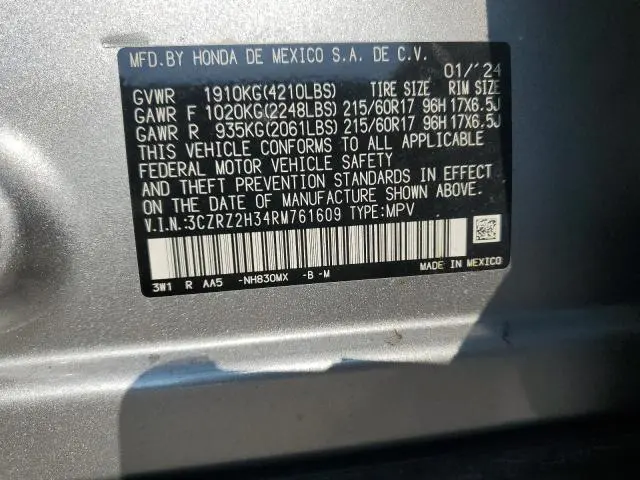 MFD. BY HONDA DE MEXICO S.A. DE C.V.
01/'24
GVWR 1910KG(4210LBS) TIRE SIZE RIM SIZE
GAWR F 1020KG(2248LBS) 215/60R17 96H 17X6.5J
GAWR R 935KG(2061LBS) 215/60R17 96H 17X6.5J
THIS VEHICLE CONFORMS TO ALL APPLICABLE
FEDERAL MOTOR VEHICLE SAFETY
AND THEFT PREVENTION STANDARDS IN EFFECT
ON THE DATE OF MANUFACTURE SHOWN ABOVE.
V.I.N.:3CZRZ2H34RM761609 TYPE:MPV
3W1 R AA5 -NH830MX -B -M MADE IN MEXICO